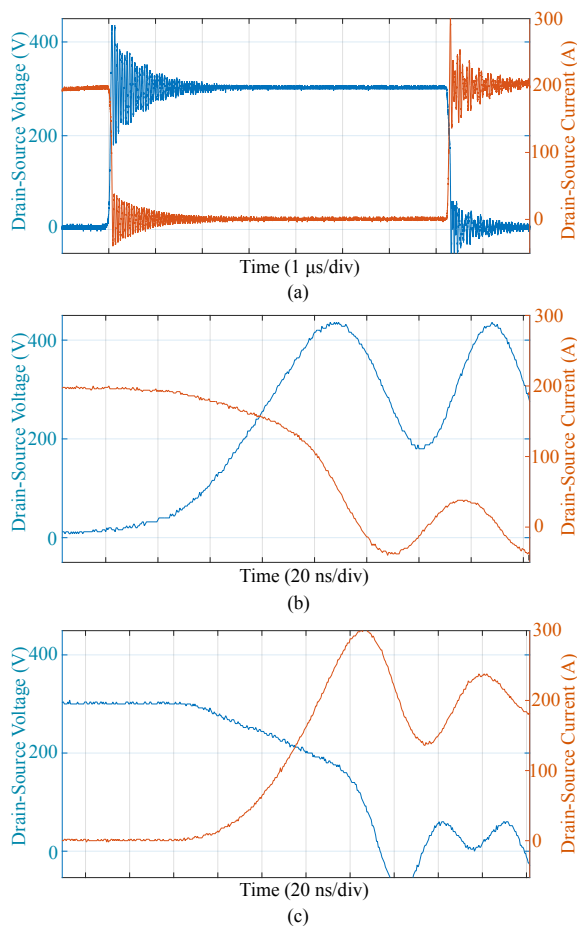 Drain-Source Voltage (V)
400
200
0
300
200
100
0
Drain-Source Current (A)
Time (1 μs/div)
(a)
Drain-Source Voltage (V)
400
200
0
300
200
100
0
Drain-Source Current (A)
Time (20 ns/div)
(b)
Drain-Source Voltage (V)
400
200
0
300
200
100
0
Drain-Source Current (A)
Time (20 ns/div)
(c)